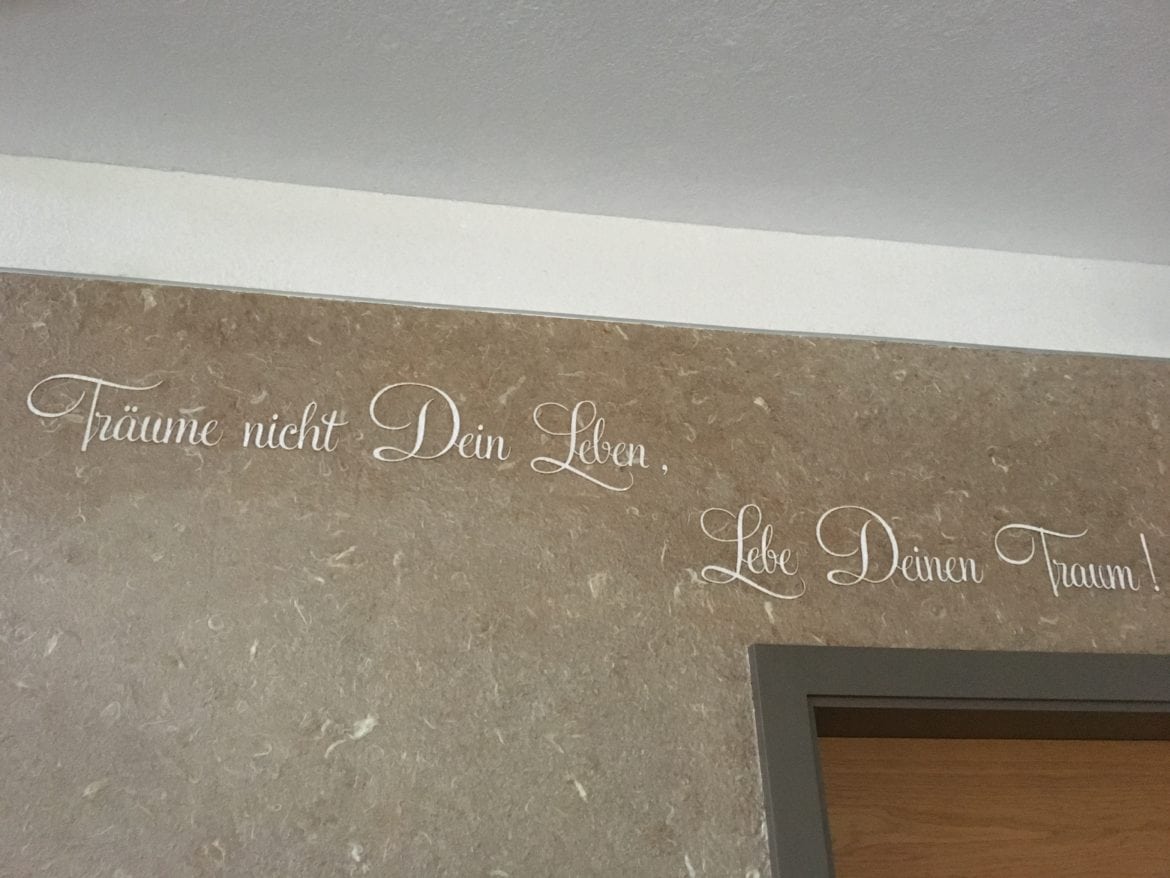 Träume nicht Dein Leben,
Lebe Deinen Traum!